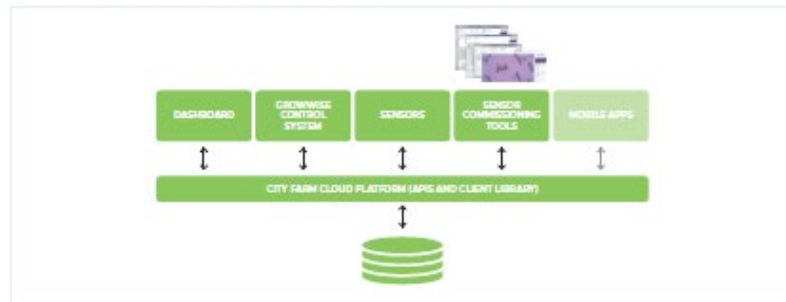 DASHBOARD
GROWWISE
CONTROL
SYSTEM
SENSORS
SENSOR
COMMISSIONING
TOOLS
MOBILE APPS
CITY FARM CLOUD PLATFORM (APIS AND CLIENT LIBRARY)